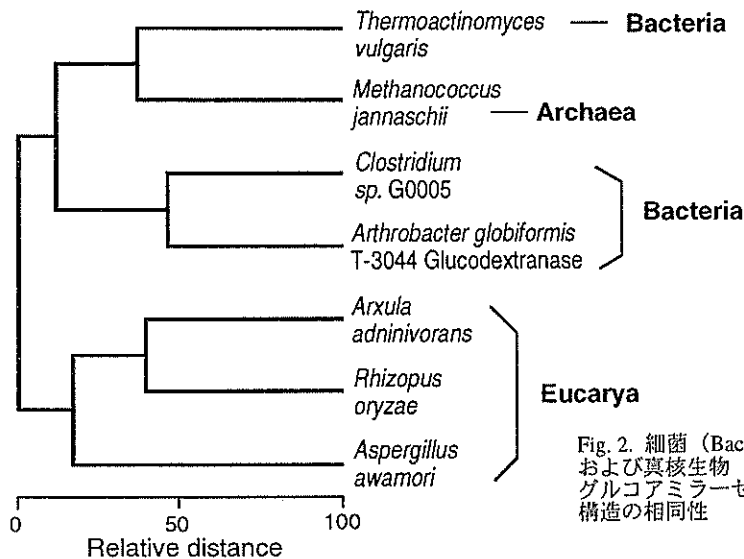 Thermoactinomyces
vulgaris
Bacteria
Methanococcus
jannaschii
Archaea
Clostridium
sp. G0005
Arthrobacter globiformis
T-3044 Glucodextranase
Bacteria
Arxula
adninivorans
Rhizopus
oryzae
Aspergillus
awamori
Eucarya
0 50 100
Relative distance
Fig. 2. 細菌（Bac
および真核生物
グルコアミラーゼ
構造の相同性